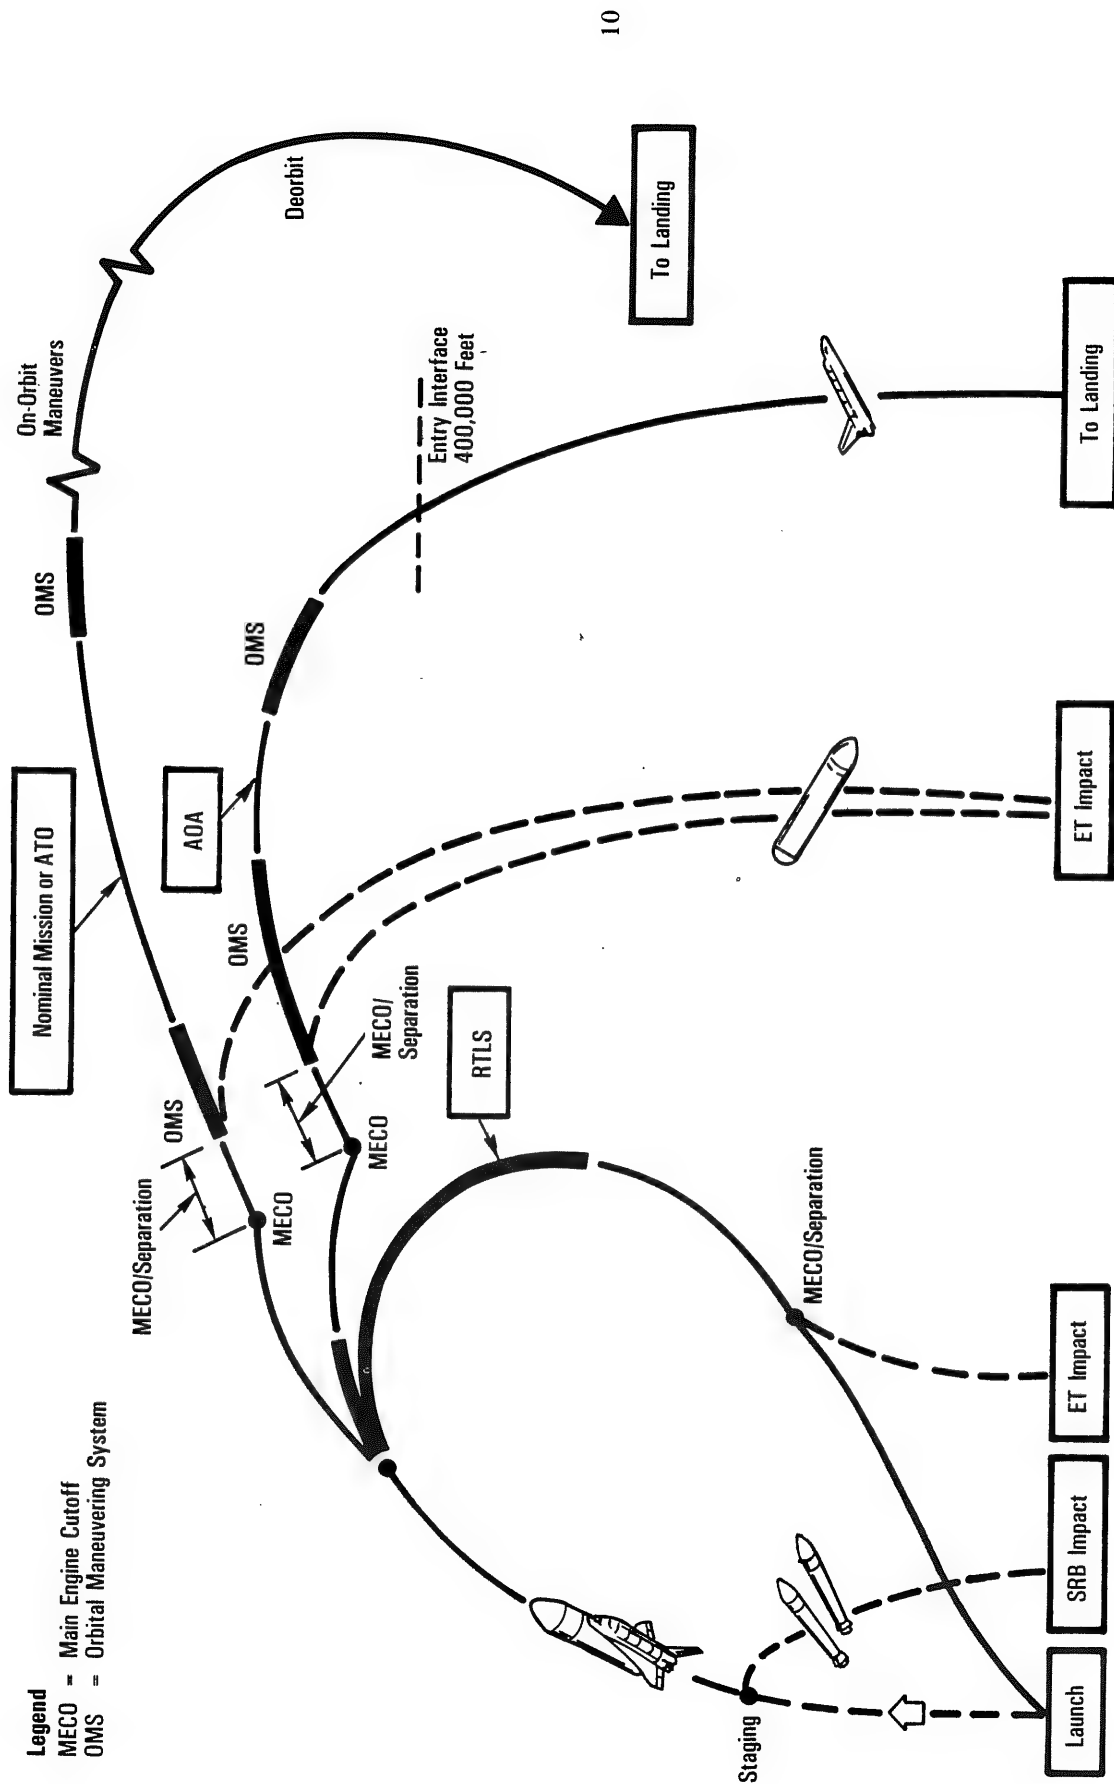 Legend
MECO = Main Engine Cutoff
OMS = Orbital Maneuvering System
Nominal Mission or ATO
On-Orbit
Maneuvers
OMS
Deorbit
MECO/Separation
OMS
MECO
AOA
OMS
OMS
MECO/
Separation
MECO
Entry Interface
400,000 Feet
RTLS
To Landing
Staging
MECO/Separation
Launch
SRB Impact
ET Impact
ET Impact
To Landing
10